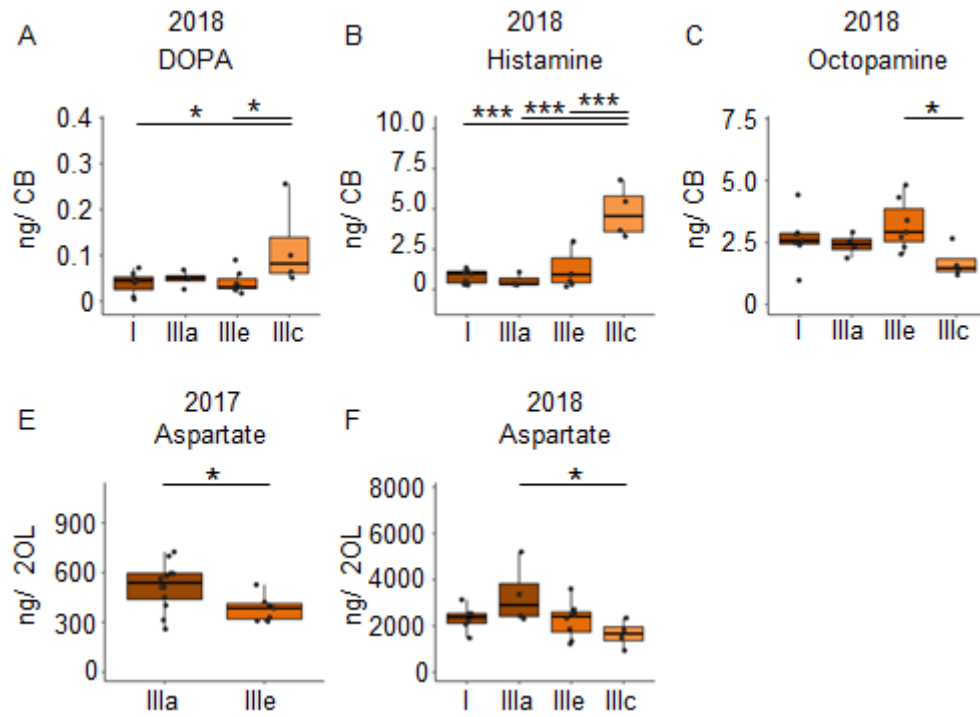 A
2018
DOPA
* *
ng/ CB
0.4
0.3
0.2
0.1
0
I IIIa IIIe IIIc
B
2018
Histamine
*** *** ***
ng/ CB
10.0
7.5
5.0
2.5
0
I IIIa IIIe IIIc
C
2018
Octopamine
*
ng/ CB
7.5
5.0
2.5
0
I IIIa IIIe IIIc
E
2017
Aspartate
*
ng/ 2OL
900
600
300
0
IIIa IIIe
F
2018
Aspartate
*
ng/ 2OL
8000
6000
4000
2000
0
I IIIa IIIe IIIc